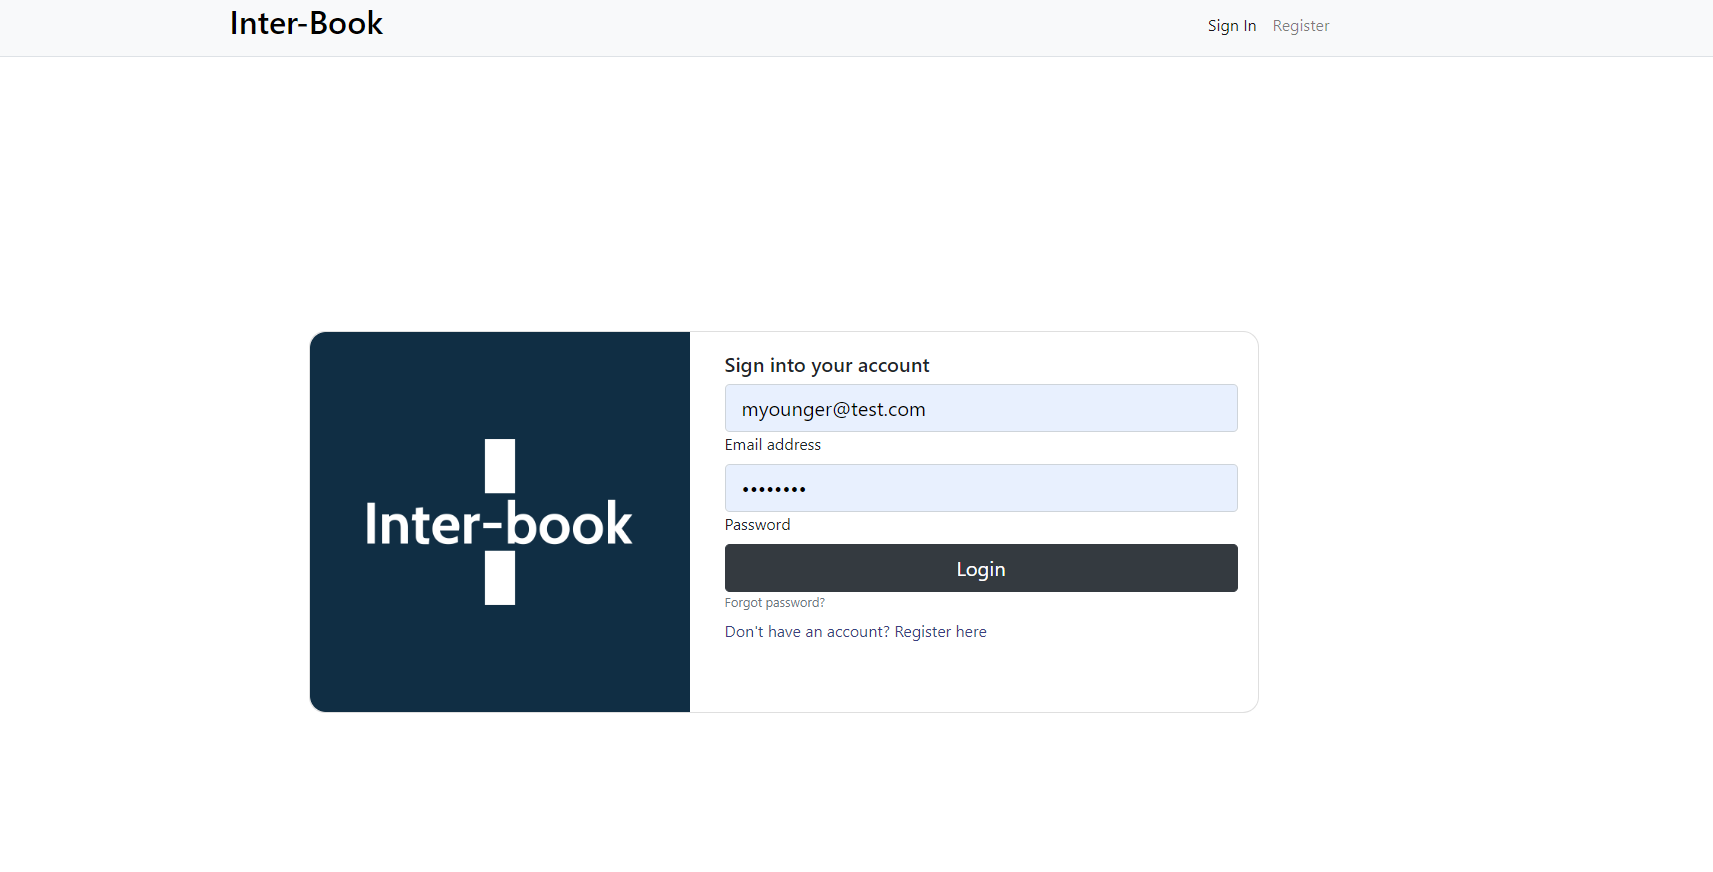 Inter-Book
Sign In Register
Inter-book
Sign into your account
myounger@test.com
Email address
••••••••
Password
Login
Forgot password?
Don't have an account? Register here